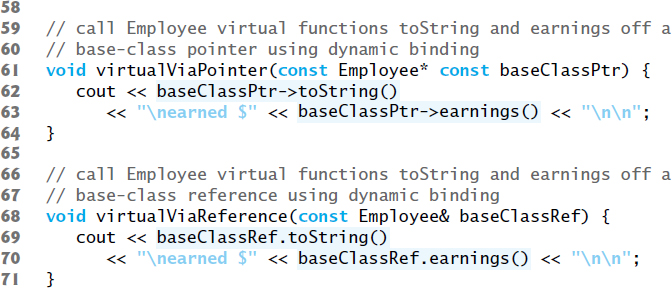 58
59 // call Employee virtual functions toString and earnings off a
60 // base-class pointer using dynamic binding
61 void virtualViaPointer(const Employee* const baseClassPtr) {
62    cout << baseClassPtr->toString()
63       << "\nearned $" << baseClassPtr->earnings() << "\n\n";
64 }
65
66 // call Employee virtual functions toString and earnings off a
67 // base-class reference using dynamic binding
68 void virtualViaReference(const Employee& baseClassRef) {
69    cout << baseClassRef.toString()
70       << "\nearned $" << baseClassRef.earnings() << "\n\n";
71 }